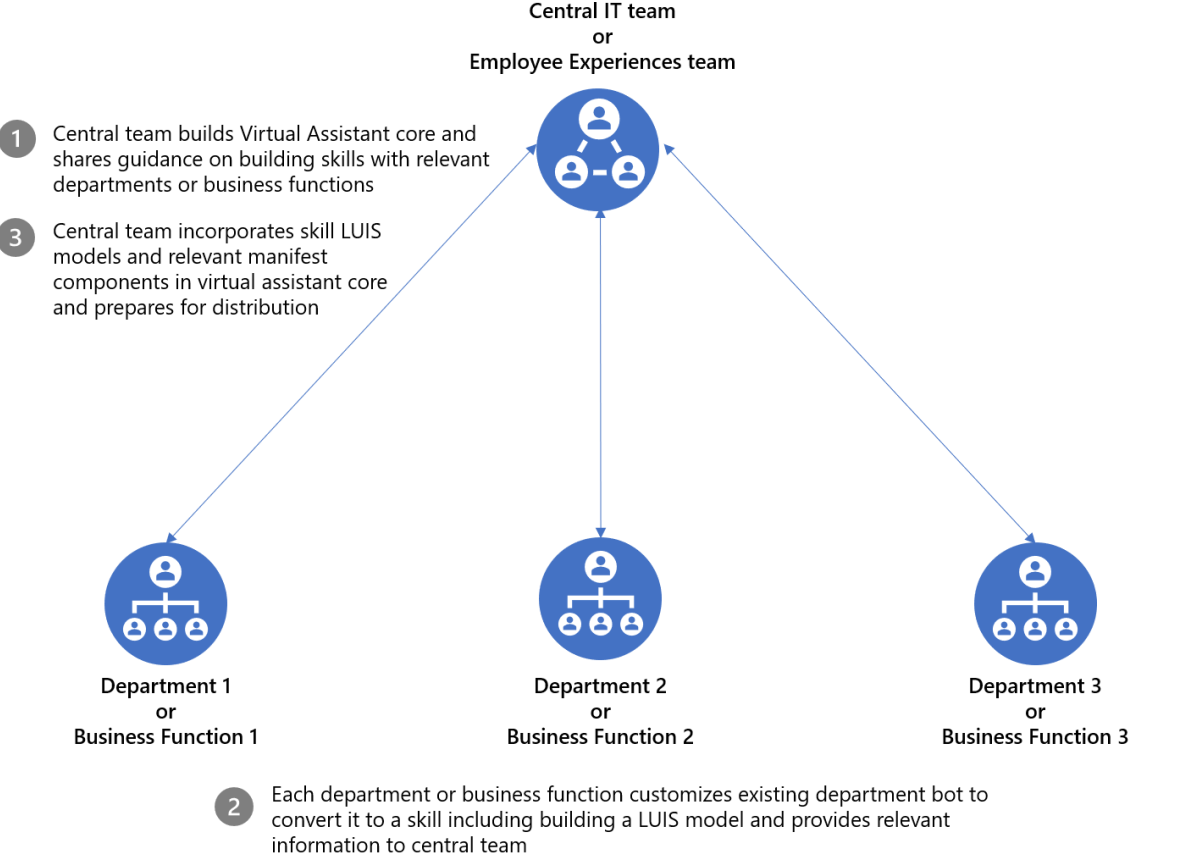 Central IT team
or
Employee Experiences team
1
Central team builds Virtual Assistant core and
shares guidance on building skills with relevant
departments or business functions
3
Central team incorporates skill LUIS
models and relevant manifest
components in virtual assistant core
and prepares for distribution
Department 1
or
Business Function 1
Department 2
or
Business Function 2
Department 3
or
Business Function 3
2
Each department or business function customizes existing department bot to
convert it to a skill including building a LUIS model and provides relevant
information to central team